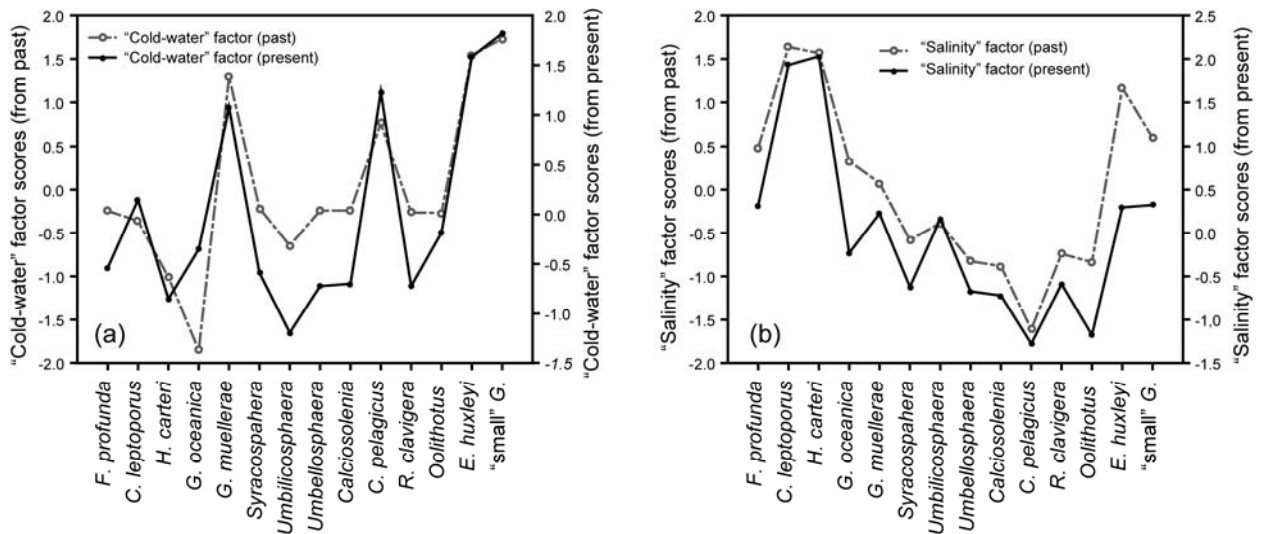 "Cold-water" factor scores (from past)
2.0
1.5
1.0
0.5
0.0
-0.5
-1.0
-1.5
-2.0
"Cold-water" factor (past)
"Cold-water" factor (present)
(a)
2.0
1.5
1.0
0.5
0.0
-0.5
-1.0
-1.5
"Cold-water" factor scores (from present)
F. profunda
C. leptoporus
H. carteri
G. oceanica
G. muellerae
Syracospahera
Umbilicosphaera
Umbellosphaera
Calciosolenia
C. pelagicus
R. clavigera
Oolithotus
E. huxleyi
"small" G.
"Salinity" factor scores (from past)
2.0
1.5
1.0
0.5
0.0
-0.5
-1.0
-1.5
-2.0
"Salinity" factor (past)
"Salinity" factor (present)
(b)
2.5
2.0
1.5
1.0
0.5
0.0
-0.5
-1.0
-1.5
"Salinity" factor scores (from present)
F. profunda
C. leptoporus
H. carteri
G. oceanica
G. muellerae
Syracospahera
Umbilicosphaera
Umbellosphaera
Calciosolenia
C. pelagicus
R. clavigera
Oolithotus
E. huxleyi
"small" G.